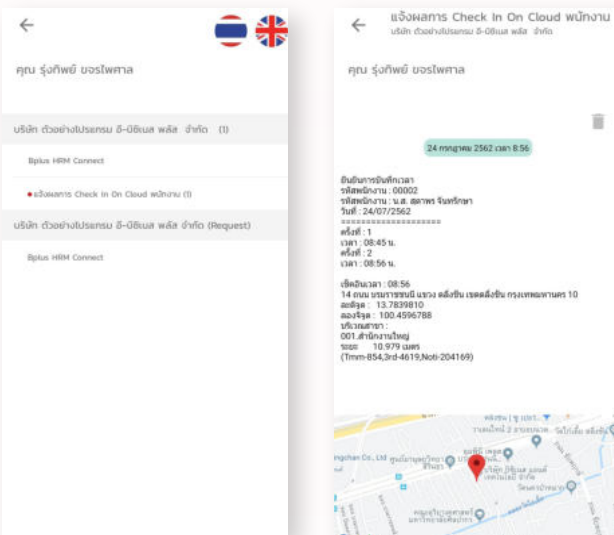 คุณ รุ่งทิพย์ ขจรไพศาล
บริษัท ตัวอย่างโปรแกรม อี-บิซิเนส พลัส จำกัด (1)
Bplus HRM Connect
แจ้งผลการ Check In On Cloud พนักงาน (1)
บริษัท ตัวอย่างโปรแกรม อี-บิซิเนส พลัส จำกัด (Request)
Bplus HRM Connect
แจ้งผลการ Check In On Cloud พนักงาน
บริษัท ตัวอย่างโปรแกรม อี-บิซิเนส พลัส จำกัด
คุณ รุ่งทิพย์ ขจรไพศาล
24 กรกฎาคม 2562 เวลา 8:56
ยืนยันการบันทึกเวลา
รหัสพนักงาน : 00002
รหัสพนักงาน : น.ส. สุดาพร จันทร์กษา
วันที่ : 24/07/2562
====================
ครั้งที่ : 1
เวลา : 08:45 น.
ครั้งที่ : 2
เวลา : 08:56 น.
เช็คอินเวลา : 08:56
14 ถนน บรมราชชนนี แขวง ตลิ่งชัน เขตตลิ่งชัน กรุงเทพมหานคร 10
ละติจูด : 13.7839810
ลองจิจูด : 100.4596788
บริเวณสาขา :
001.สำนักงานใหญ่
ระยะ 10.979 เมตร
(Tmm-854,3rd-4619,Noti-204169)
มหาวิทยาลัยศิลปากร